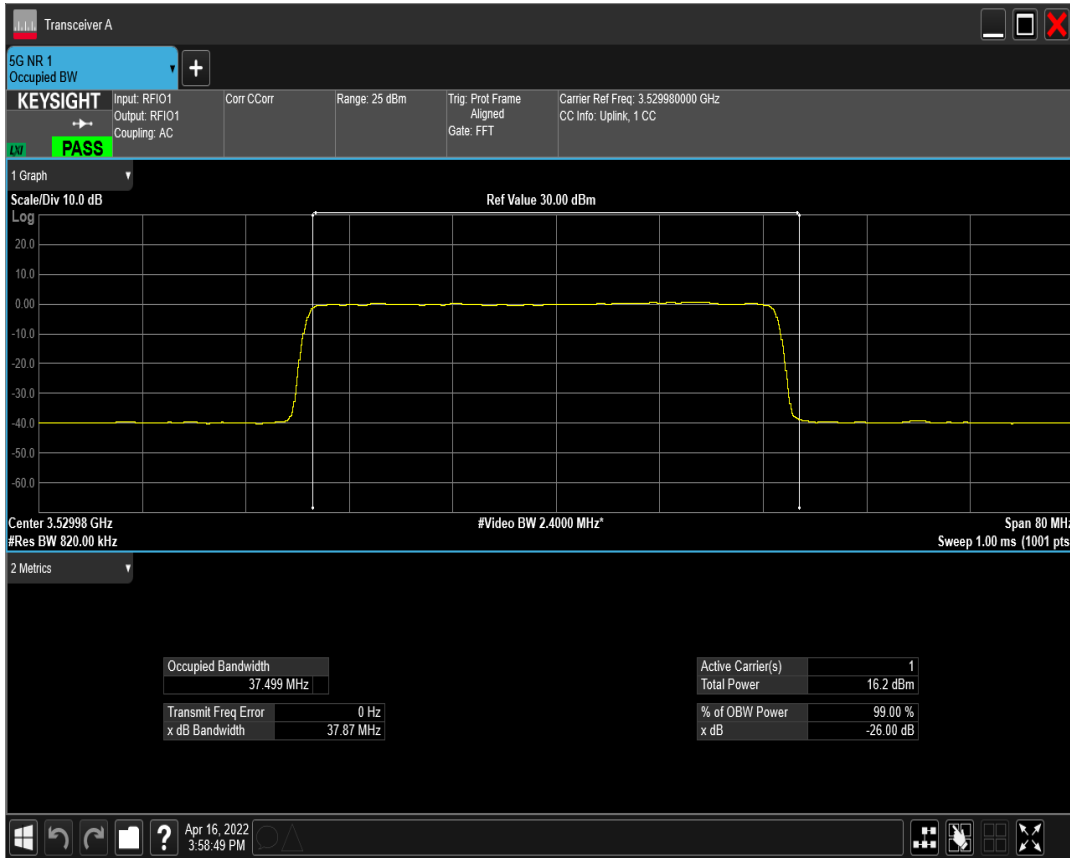 Transceiver A
5G NR 1
Occupied BW
KEYSIGHT
LXI
PASS
Input: RFIO1
Output: RFIO1
Coupling: AC
Corr CCorr
Range: 25 dBm
Trig: Prot Frame
Aligned
Gate: FFT
Carrier Ref Freq: 3.529980000 GHz
CC Info: Uplink, 1 CC
1 Graph
Scale/Div 10.0 dB
Ref Value 30.00 dBm
Log
20.0
10.0
0.00
-10.0
-20.0
-30.0
-40.0
-50.0
-60.0
Center 3.52998 GHz
#Video BW 2.4000 MHz*
Span 80 MHz
#Res BW 820.00 kHz
Sweep 1.00 ms (1001 pts
2 Metrics
Occupied Bandwidth
37.499 MHz
Transmit Freq Error 0 Hz
x dB Bandwidth 37.87 MHz
Active Carrier(s) 1
Total Power 16.2 dBm
% of OBW Power 99.00 %
x dB -26.00 dB
?
Apr 16, 2022
3:58:49 PM